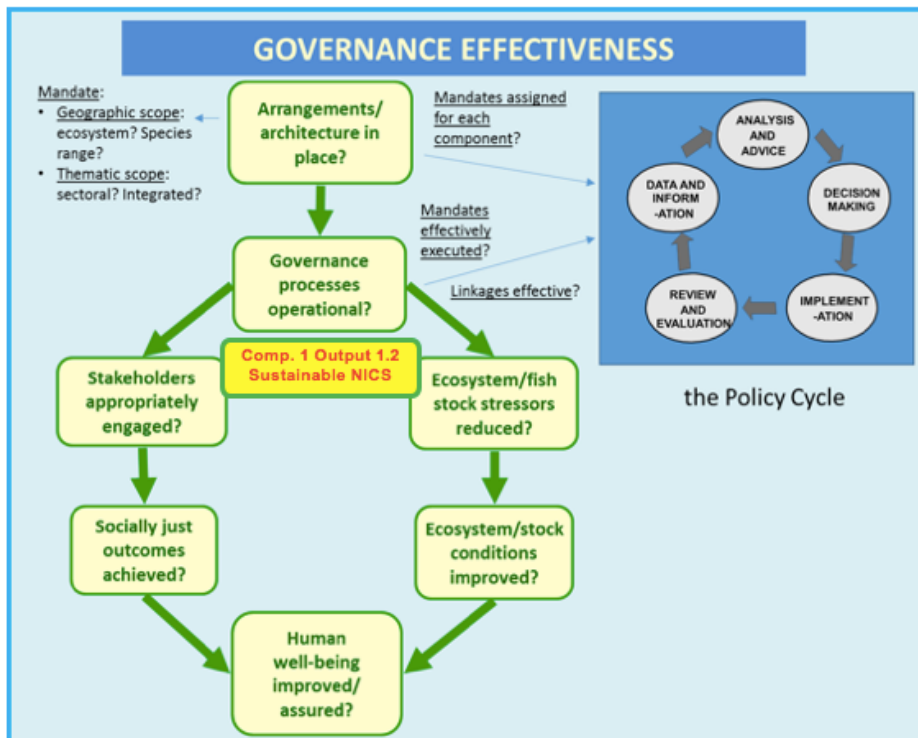 GOVERNANCE EFFECTIVENESS
Mandate:
• Geographic scope:
ecosystem? Species
range?
• Thematic scope:
sectoral? Integrated?
Arrangements/
architecture in
place?
Mandates assigned
for each
component?
Governance
processes
operational?
Mandates
effectively
executed?
Linkages effective?
Comp. 1 Output 1.2
Sustainable NICS
Stakeholders
appropriately
engaged?
Ecosystem/fish
stock stressors
reduced?
Socially just
outcomes
achieved?
Ecosystem/stock
conditions
improved?
Human
well-being
improved/
assured?
ANALYSIS
AND
ADVICE
DECISION
MAKING
IMPLEMENT
-ATION
REVIEW
AND
EVALUATION
DATA AND
INFORM
-ATION
the Policy Cycle